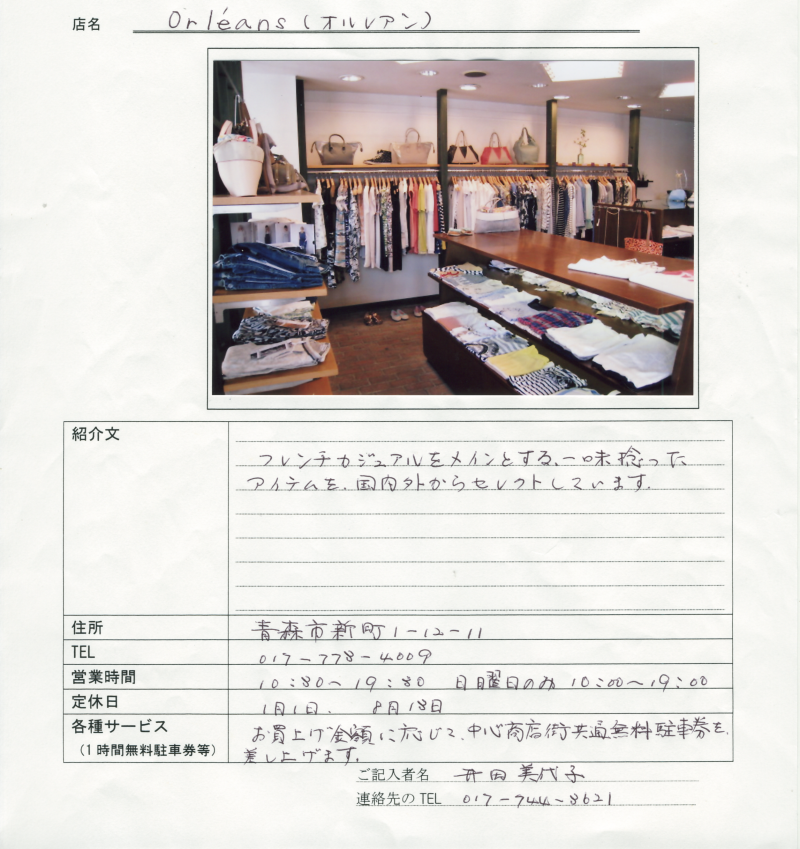 店名 Orléans (オルレアン)
紹介文
フレンチカジュアルをメインとする、一味捻った
アイテムを、国内外からセレクトしています。
住所 青森市新町1-12-11
TEL 017-778-4009
営業時間 10:30〜19:30 日曜日のみ 10:00〜19:00
定休日 1月1日、 8月18日
各種サービス
(1時間無料駐車券等)
お買上げ金額に応じて、中心商店街共通無料駐車券を、
差し上げます。
ご記入者名 井田 美代子
連絡先のTEL 017-744-8621